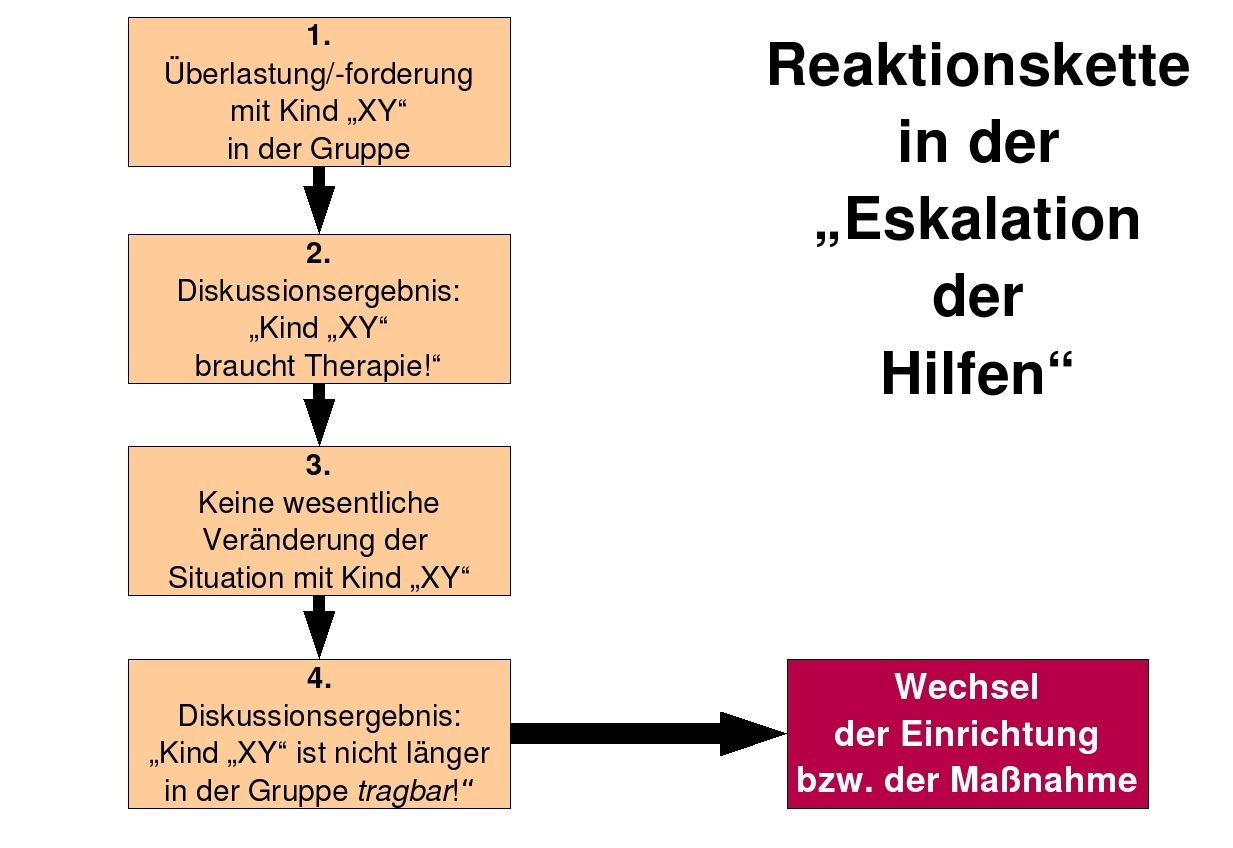 Reaktionskette
in der
„Eskalation
der
Hilfen“
1.
Überlastung/-forderung
mit Kind „XY“
in der Gruppe
2.
Diskussionsergebnis:
„Kind „XY“
braucht Therapie!“
3.
Keine wesentliche
Veränderung der
Situation mit Kind „XY“
4.
Diskussionsergebnis:
„Kind „XY“ ist nicht länger
in der Gruppe tragbar!“
Wechsel
der Einrichtung
bzw. der Maßnahme